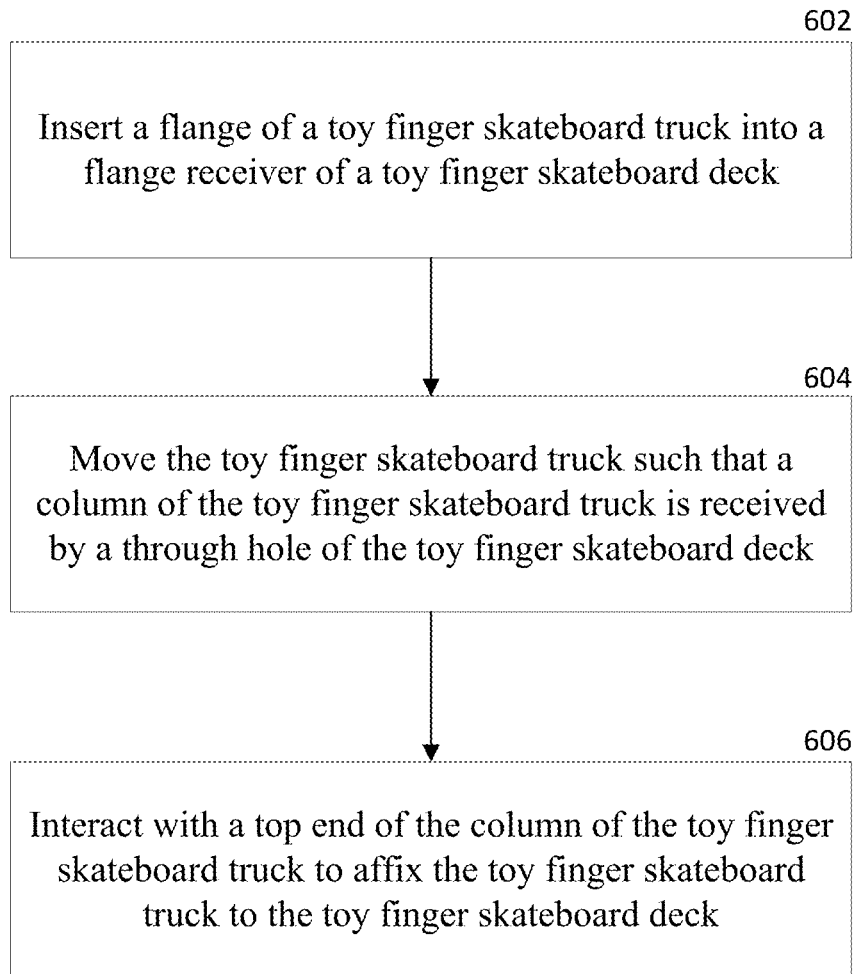 602
Insert a flange of a toy finger skateboard truck into a
flange receiver of a toy finger skateboard deck
604
Move the toy finger skateboard truck such that a
column of the toy finger skateboard truck is received
by a through hole of the toy finger skateboard deck
606
Interact with a top end of the column of the toy finger
skateboard truck to affix the toy finger skateboard
truck to the toy finger skateboard deck